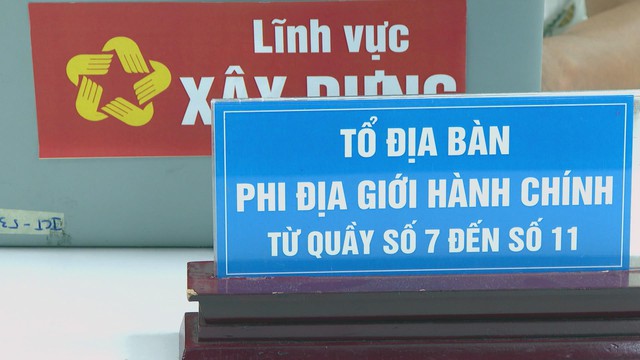 Lĩnh vực
XÂY DỰNG
TỔ ĐỊA BÀN
PHI ĐỊA GIỚI HÀNH CHÍNH
TỪ QUẦY SỐ 7 ĐẾN SỐ 11